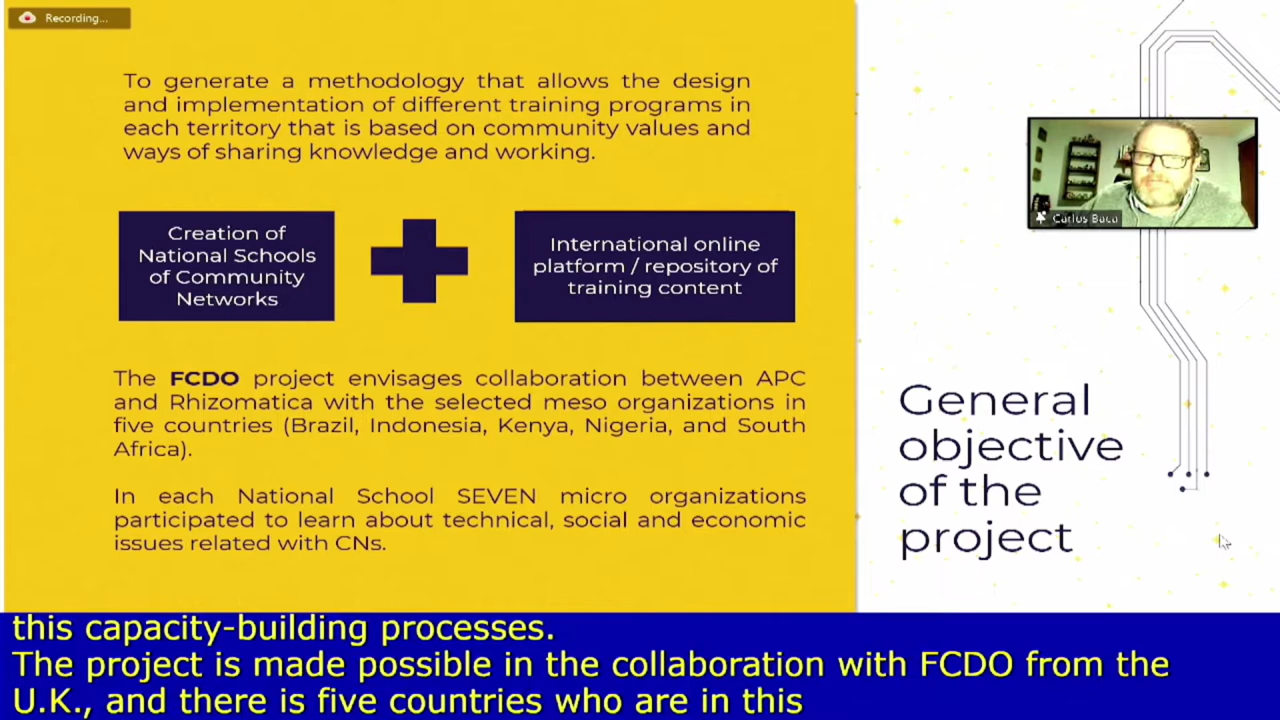 Recording...
To generate a methodology that allows the design
and implementation of different training programs in
each territory that is based on community values and
ways of sharing knowledge and working.
Creation of
National Schools
of Community
Networks
International online
platform / repository of
training content
Carlos Baca
The FCDO project envisages collaboration between APC
and Rhizomatica with the selected meso organizations in
five countries (Brazil, Indonesia, Kenya, Nigeria, and South
Africa).
In each National School SEVEN micro organizations
participated to learn about technical, social and economic
issues related with CNs.
General
objective
of the
project
this capacity-building processes.
The project is made possible in the collaboration with FCDO from the
U.K., and there is five countries who are in this